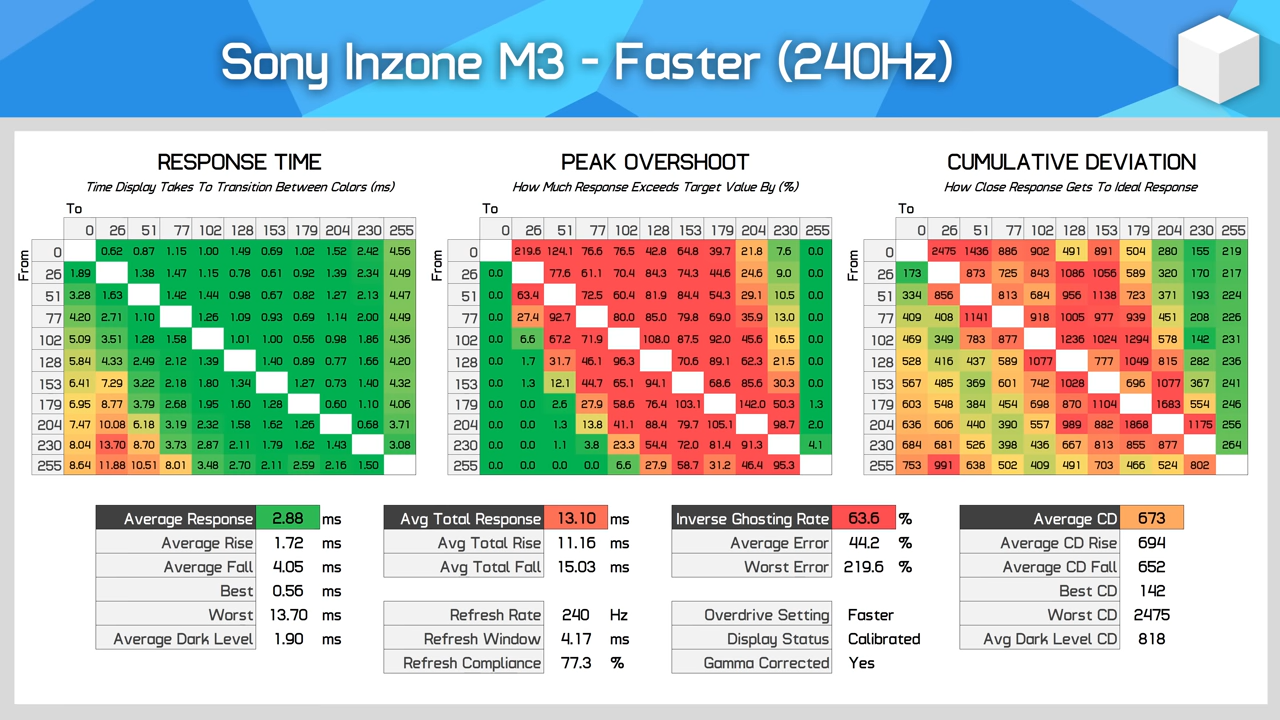 Sony Inzone M3 - Faster (240Hz)
RESPONSE TIME
Time Display Takes To Transition Between Colors (ms)
To
0 26 51 77 102 128 153 179 204 230 255
From
0 0.62 0.87 1.15 1.00 1.49 0.69 1.02 1.52 2.42 4.56
26 1.89 1.38 1.47 1.15 0.78 0.61 0.92 1.39 2.34 4.49
51 3.28 1.63 1.42 1.44 0.98 0.67 0.82 1.27 2.13 4.47
77 4.20 2.71 1.10 1.26 1.09 0.93 0.69 1.14 2.00 4.49
102 5.09 3.51 1.28 1.58 1.01 1.00 0.56 0.98 1.86 4.36
128 5.84 4.33 2.49 2.12 1.39 1.40 0.89 0.77 1.66 4.20
153 6.41 7.29 3.22 2.18 1.80 1.34 1.27 0.73 1.40 4.32
179 6.95 8.77 3.79 2.68 1.95 1.60 1.28 0.60 1.10 4.06
204 7.47 10.08 6.18 3.19 2.32 1.58 1.62 1.26 0.68 3.71
230 8.04 13.70 8.70 3.73 2.87 2.11 1.79 1.62 1.43 3.08
255 8.64 11.88 10.51 8.01 3.48 2.70 2.11 2.59 2.16 1.50
PEAK OVERSHOOT
How Much Response Exceeds Target Value By (%)
To
0 26 51 77 102 128 153 179 204 230 255
From
0 219.6 124.1 76.6 76.5 42.8 64.8 39.7 21.8 7.6 0.0
26 0.0 77.6 61.1 70.4 84.3 74.3 44.6 24.6 9.0 0.0
51 0.0 63.4 72.5 60.4 81.9 84.4 54.3 29.1 10.5 0.0
77 0.0 27.4 92.7 80.0 78.8 79.8 69.0 35.9 13.0 0.0
102 0.0 6.6 67.2 71.9 108.0 87.5 92.0 45.6 16.5 0.0
128 0.0 1.7 31.7 46.1 96.3 70.6 89.1 62.3 21.5 0.0
153 0.0 1.3 12.1 44.7 65.1 94.1 68.6 85.6 30.3 0.0
179 0.0 0.0 2.6 27.9 58.6 76.4 103.1 142.0 50.3 1.3
204 0.0 0.0 1.3 13.8 41.1 88.4 79.7 105.1 98.7 2.0
230 0.0 0.0 1.1 3.8 23.3 54.4 72.0 81.4 91.3 4.1
255 0.0 0.0 0.0 0.0 6.6 27.9 58.7 31.2 46.4 95.3
CUMULATIVE DEVIATION
How Close Response Gets To Ideal Response
To
0 26 51 77 102 128 153 179 204 230 255
From
0 2475 1436 886 902 491 891 504 280 155 219
26 173 873 725 843 1086 1056 589 320 170 217
51 334 856 813 684 956 1138 723 371 193 224
77 409 408 1141 918 1005 977 939 451 208 226
102 469 349 783 877 1236 1024 1294 578 142 231
128 528 416 437 589 1077 777 1049 815 282 236
153 567 485 369 601 742 1028 696 1077 367 241
179 603 548 384 454 698 870 1104 1683 554 246
204 636 606 440 390 557 989 882 1868 1175 256
230 684 681 526 398 436 667 813 855 877 264
255 753 991 638 502 409 491 703 466 524 802
Average Response 2.88 ms
Average Rise 1.72 ms
Average Fall 4.05 ms
Best 0.56 ms
Worst 13.70 ms
Average Dark Level 1.90 ms
Avg Total Response 13.10 ms
Avg Total Rise 11.16 ms
Avg Total Fall 15.03 ms
Refresh Rate 240 Hz
Refresh Window 4.17 ms
Refresh Compliance 77.3 %
Inverse Ghosting Rate 63.6 %
Average Error 44.2 %
Worst Error 219.6 %
Overdrive Setting Faster
Display Status Calibrated
Gamma Corrected Yes
Average CD 673
Average CD Rise 694
Average CD Fall 652
Best CD 142
Worst CD 2475
Avg Dark Level CD 818